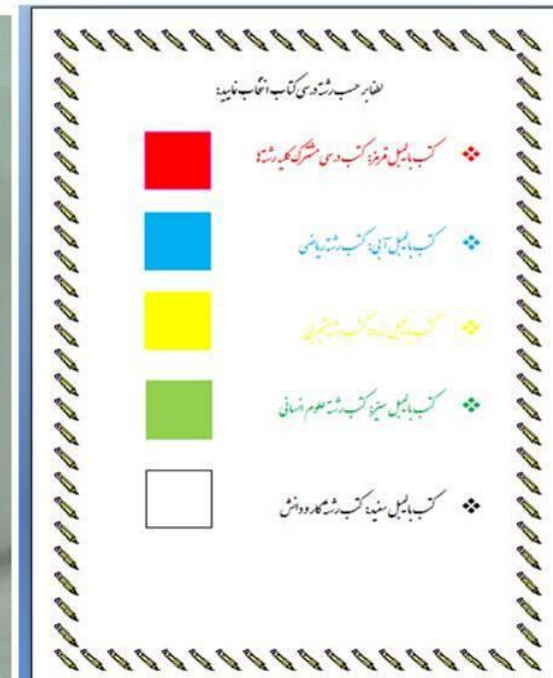 لطفا بر حسب رشته درسی کتاب انتخاب نمایید:
کتب با لیبل قرمز: کتب درسی مشترک کلیه رشته ها
کتب با لیبل آبی: کتب رشته ریاضی
کتب با لیبل زرد: کتب رشته تجربی
کتب با لیبل سبز: کتب رشته علوم انسانی
کتب با لیبل سفید: کتب رشته کار و دانش